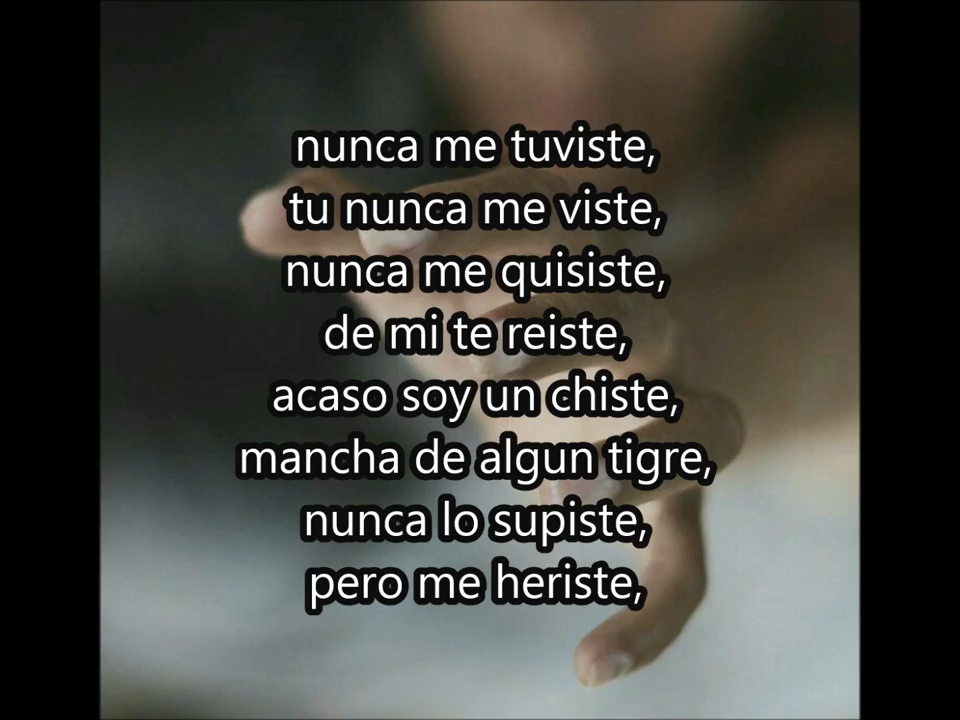 nunca me tuviste,
tu nunca me viste,
nunca me quisiste,
de mi te reiste,
acaso soy un chiste,
mancha de algun tigre,
nunca lo supiste,
pero me heriste,